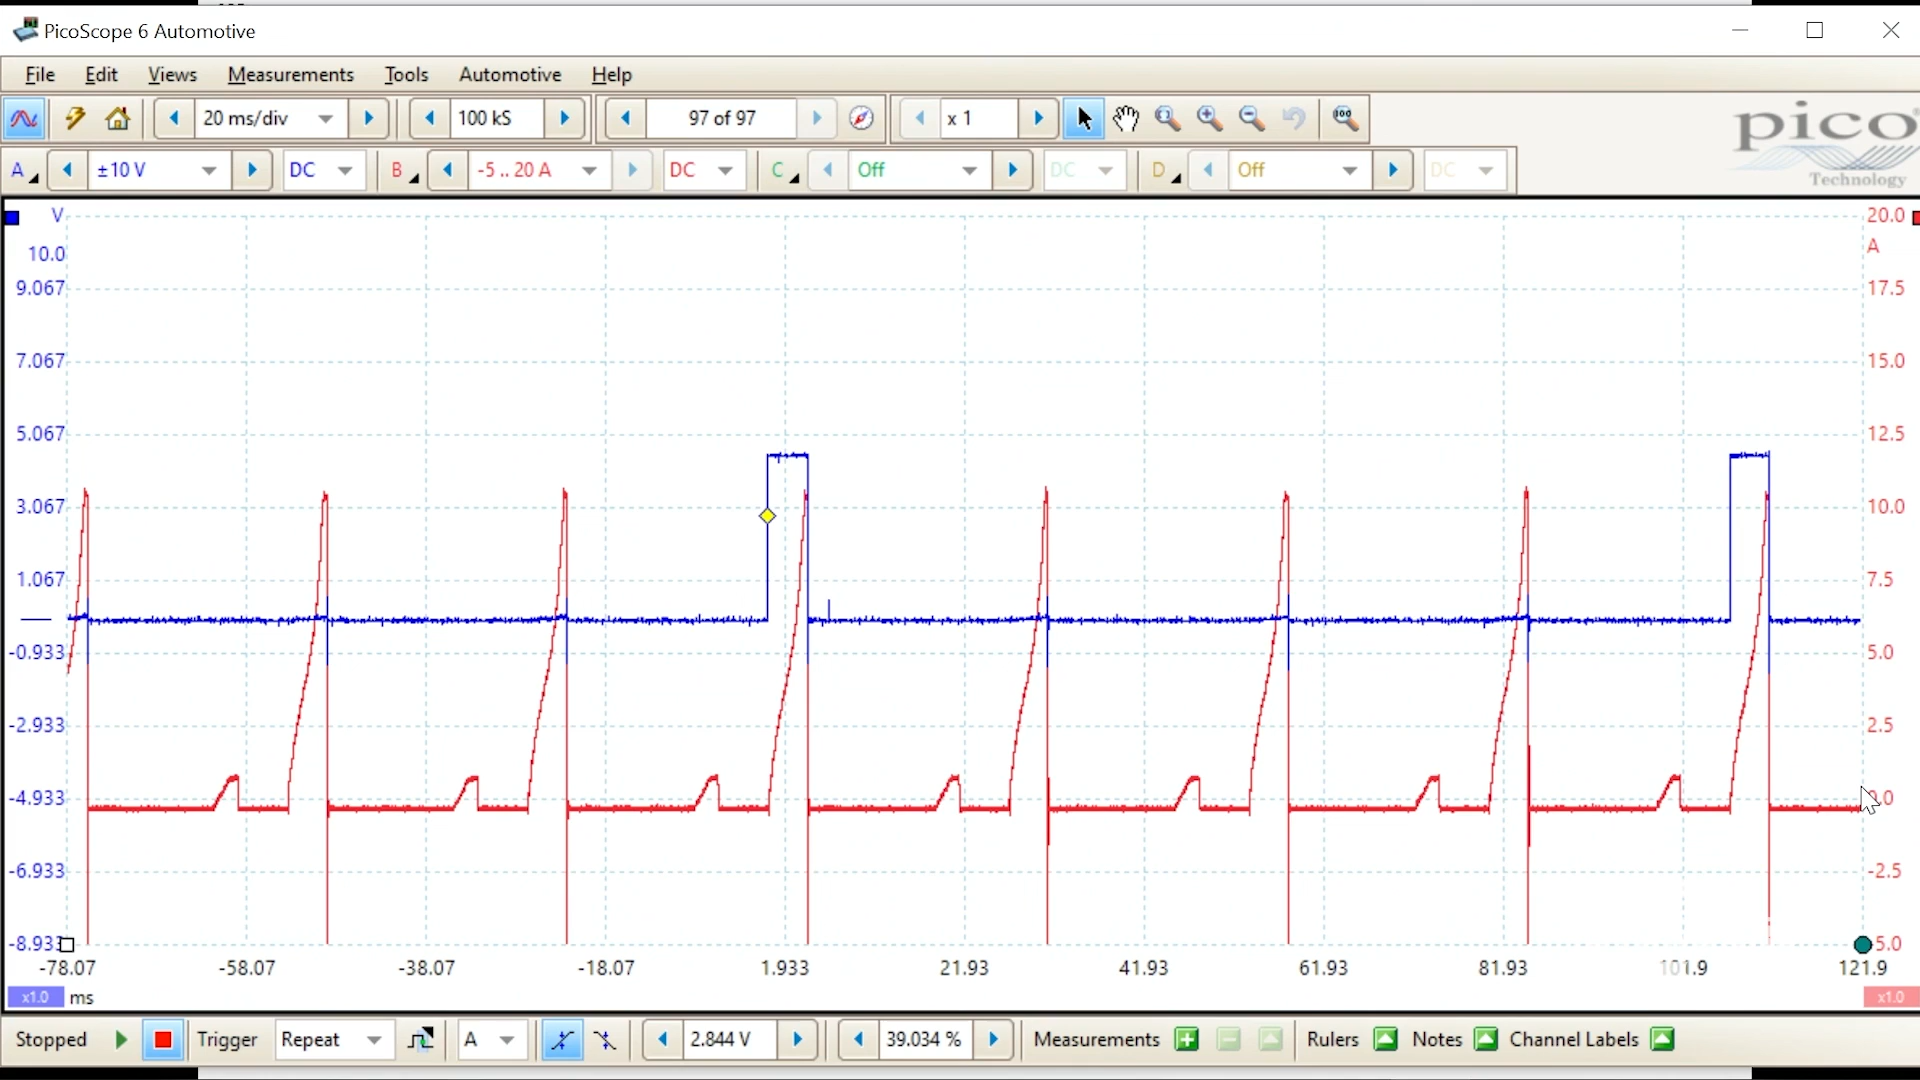 PicoScope 6 Automotive
File Edit Views Measurements Tools Automotive Help
20 ms/div 100 kS 97 of 97 x 1
pico
Technology
A ±10 V DC B -5 .. 20 A DC C Off DC D Off DC
V 20.0
10.0 A
9.067 17.5
7.067 15.0
5.067 12.5
3.067 10.0
1.067 7.5
-0.933 5.0
-2.933 2.5
-4.933 0.0
-6.933 -2.5
-8.933 5.0
-78.07 -58.07 -38.07 -18.07 1.933 21.93 41.93 61.93 81.93 101.9 121.9
x1.0 ms x1.0
Stopped Trigger Repeat A 2.844 V 39.034 % Measurements Rulers Notes Channel Labels